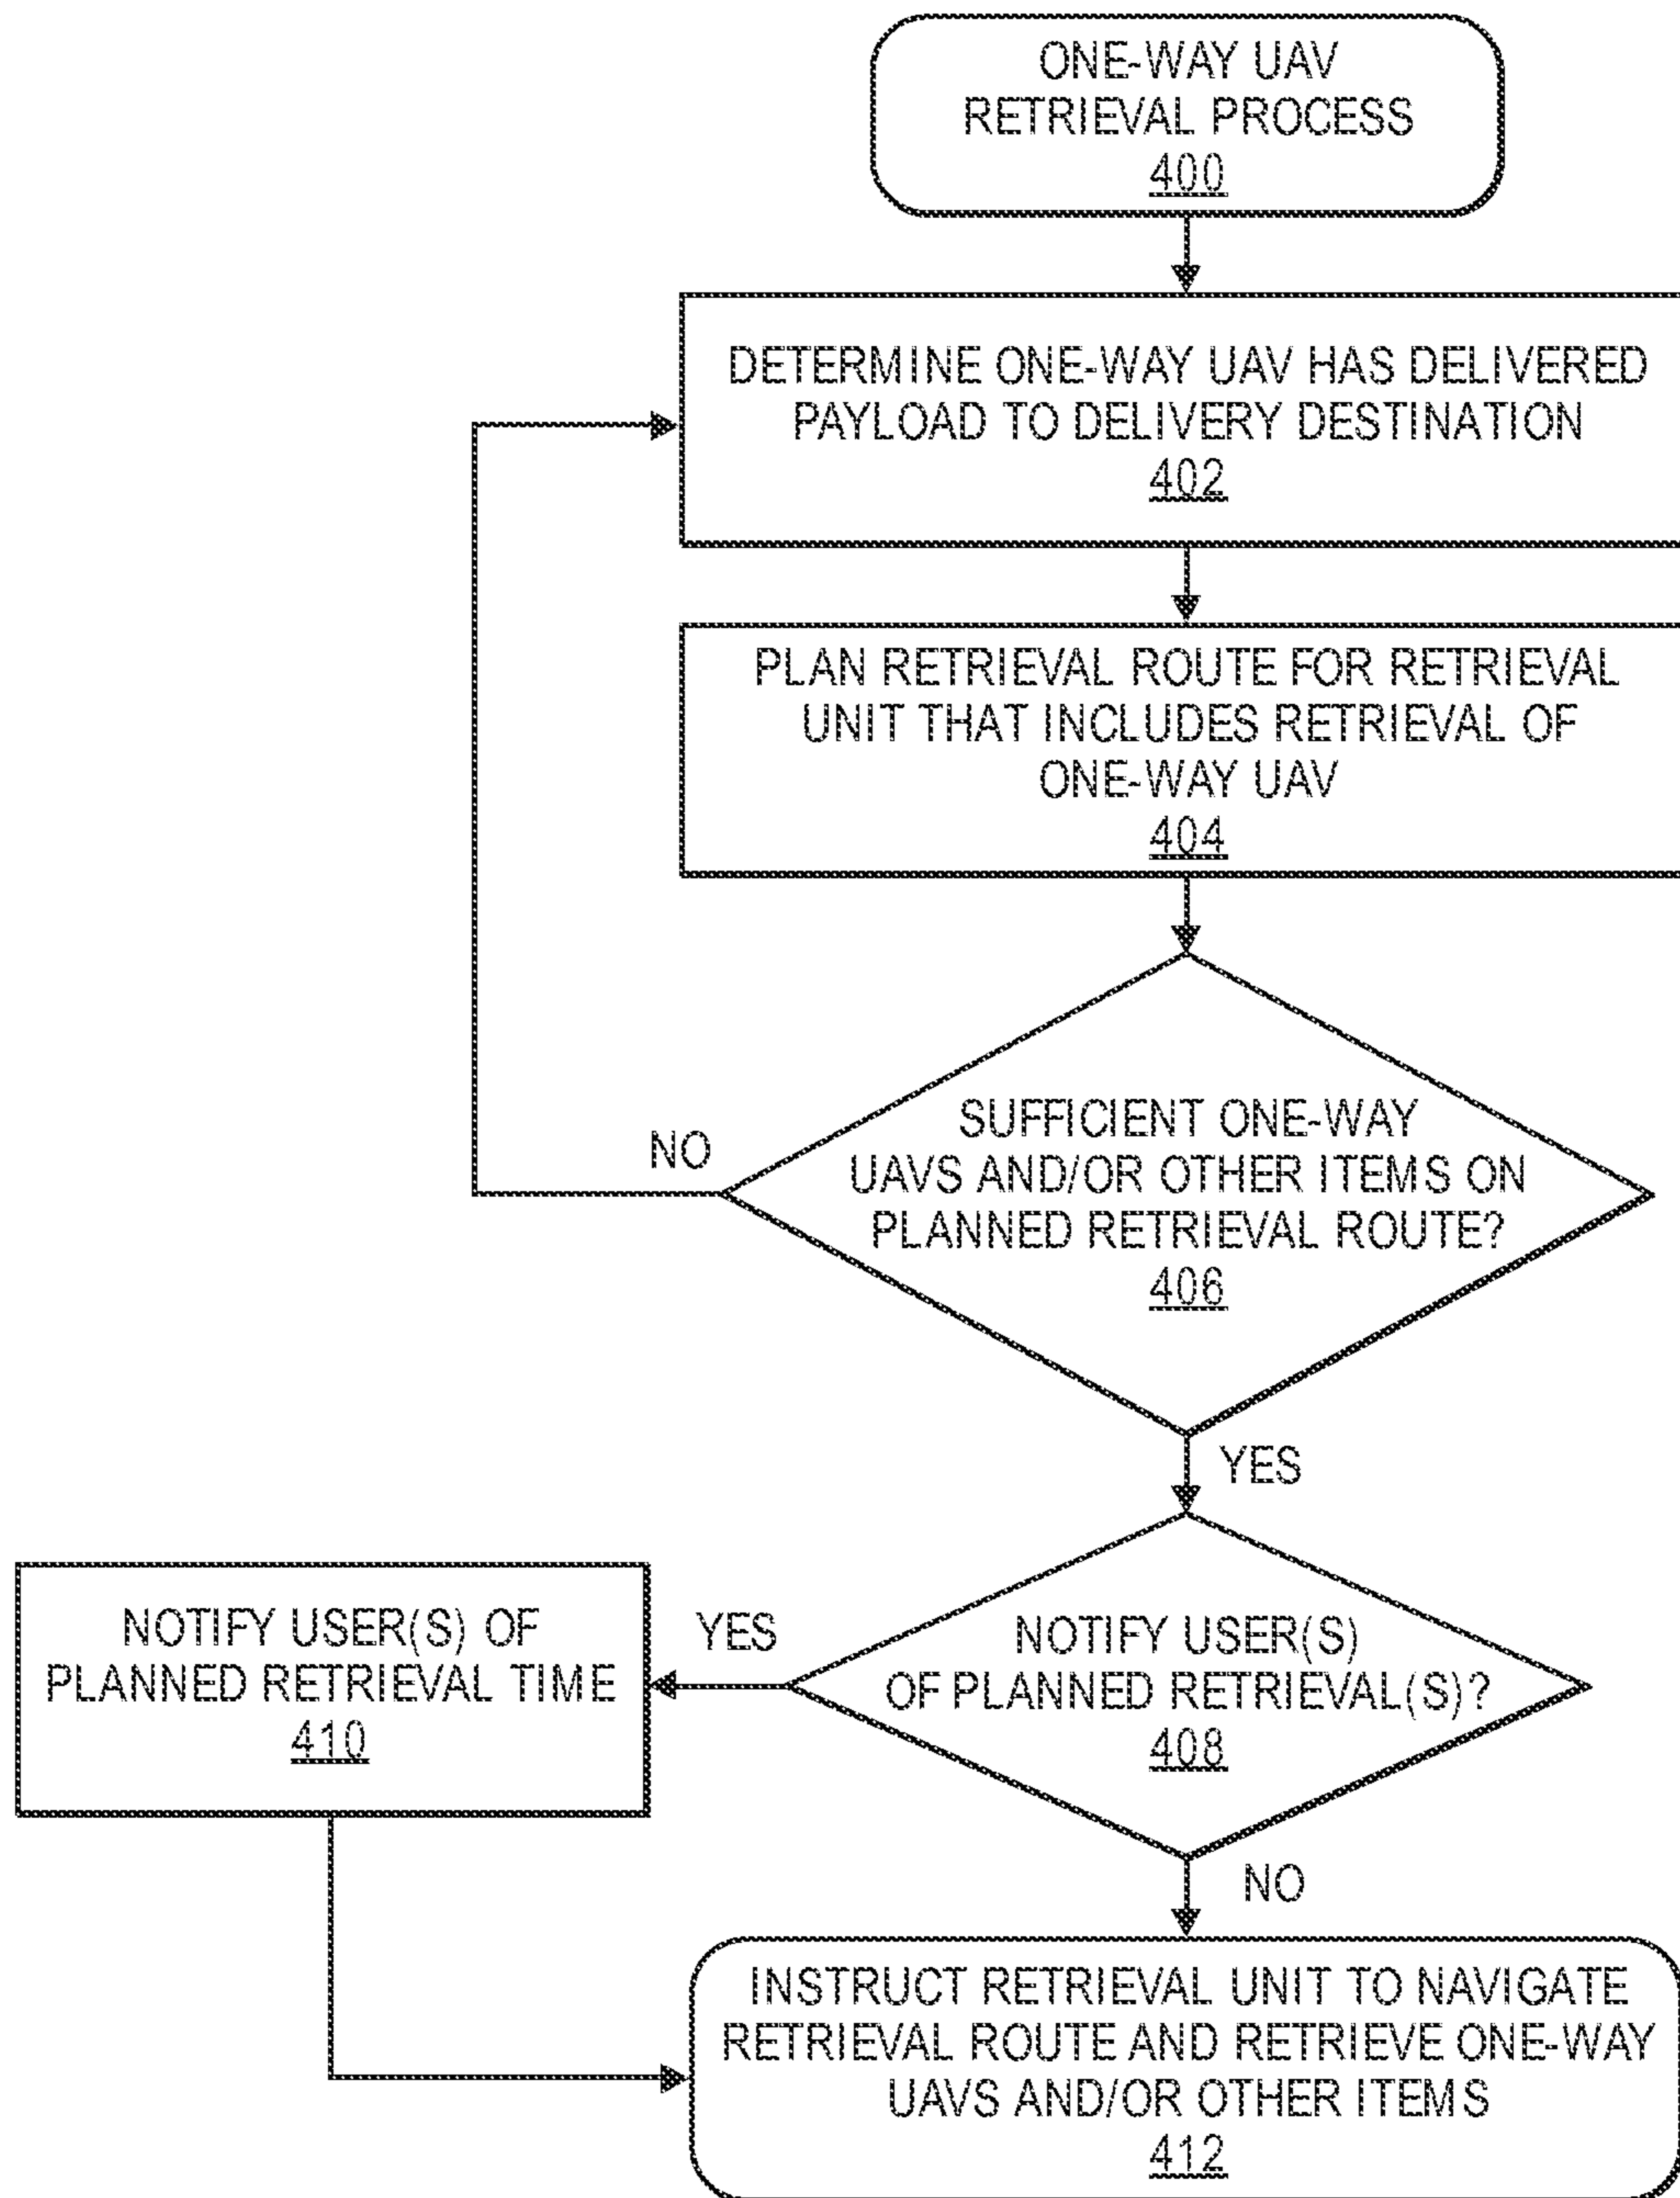 ONE-WAY UAV
RETRIEVAL PROCESS
400
DETERMINE ONE-WAY UAV HAS DELIVERED
PAYLOAD TO DELIVERY DESTINATION
402
PLAN RETRIEVAL ROUTE FOR RETRIEVAL
UNIT THAT INCLUDES RETRIEVAL OF
ONE-WAY UAV
404
SUFFICIENT ONE-WAY
UAVS AND/OR OTHER ITEMS ON
PLANNED RETRIEVAL ROUTE?
406
NO
YES
NOTIFY USER(S)
OF PLANNED RETRIEVAL(S)?
408
YES
NOTIFY USER(S) OF
PLANNED RETRIEVAL TIME
410
NO
INSTRUCT RETRIEVAL UNIT TO NAVIGATE
RETRIEVAL ROUTE AND RETRIEVE ONE-WAY
UAVS AND/OR OTHER ITEMS
412